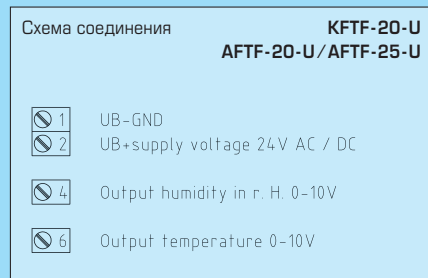 Схема соединения KFTF-20-U
AFTF-20-U/AFTF-25-U
1 UB-GND
2 UB+supply voltage 24V AC / DC
4 Output humidity in r. H. 0-10V
6 Output temperature 0-10V